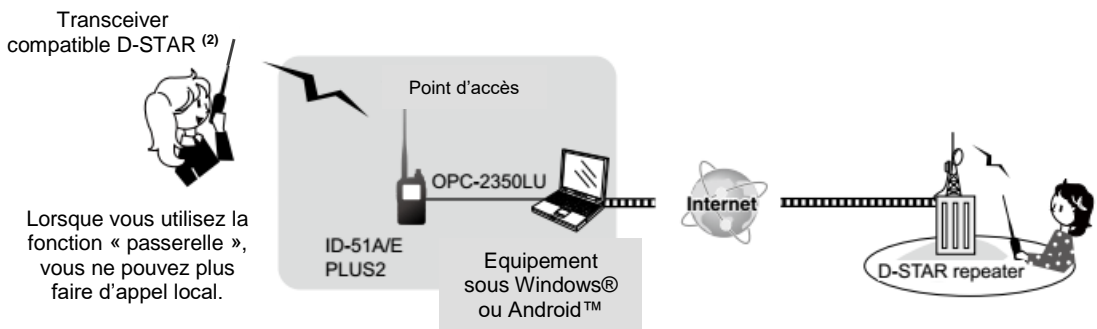 Transceiver
compatible D-STAR (2)
Point d'accès
OPC-2350LU
Internet
ID-51A/E
PLUS2
Equipement
sous Windows®
ou Android™
D-STAR repeater
Lorsque vous utilisez la
fonction « passerelle »,
vous ne pouvez plus
faire d'appel local.